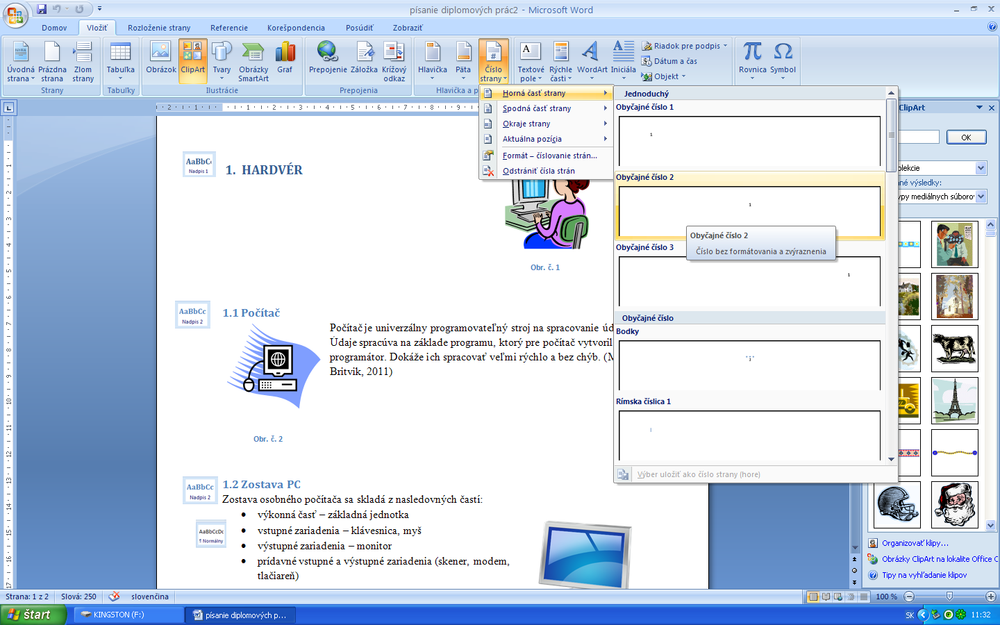 písanie diplomových prác2 - Microsoft Word
Domov
Vložiť
Rozloženie strany
Referencie
Korešpondencia
Posúdiť
Zobraziť
Úvodná strana
Prázdna strana
Zlom strany
Strany
Tabuľka
Tabuľky
Obrázok
ClipArt
Tvary
Obrázky SmartArt
Graf
Ilustrácie
Prepojenie
Záložka
Krížový odkaz
Prepojenia
Hlavička
Päta
Číslo strany
Hlavička a p
Textové pole
Rýchle časti
WordArt
Iniciála
Riadok pre podpis
Dátum a čas
Objekt
Rovnica
Symbol
Horná časť strany
Spodná časť strany
Okraje strany
Aktuálna pozícia
Formát – číslovanie strán...
Odstrániť čísla strán
Jednoduchý
Obyčajné číslo 1
1
Obyčajné číslo 2
1
Obyčajné číslo 2
Číslo bez formátovania a zvýraznenia
Obyčajné číslo 3
1
Obyčajné číslo
Bodky
1
Rímska číslica 1
Výber uložiť ako číslo strany (hore)
ClipArt
OK
olekcie
né výsledky:
ypy mediálnych súborov
Organizovať klipy...
Obrázky ClipArt na lokalite Office O
Tipy na vyhľadanie klipov
AaBbCc
Nadpis 1
1. HARDVÉR
Obr. č. 1
AaBbCc
Nadpis 2
1.1 Počítač
Počítač je univerzálny programovateľný stroj na spracovanie úd
Údaje spracúva na základe programu, ktorý pre počítač vytvoril
programátor. Dokáže ich spracovať veľmi rýchlo a bez chýb. (M
Britvik, 2011)
Obr. č. 2
AaBbCc
Nadpis 2
1.2 Zostava PC
Zostava osobného počítača sa skladá z nasledovných častí:
• výkonná časť – základná jednotka
AaBbCcDc
¶ Normálny
• vstupné zariadenia – klávesnica, myš
• výstupné zariadenia – monitor
• prídavné vstupné a výstupné zariadenia (skener, modem,
tlačiareň)
Strana: 1 z 2
Slová: 250
slovenčina
100 %
štart
KINGSTON (F:)
písanie diplomových p...
SK
11:32